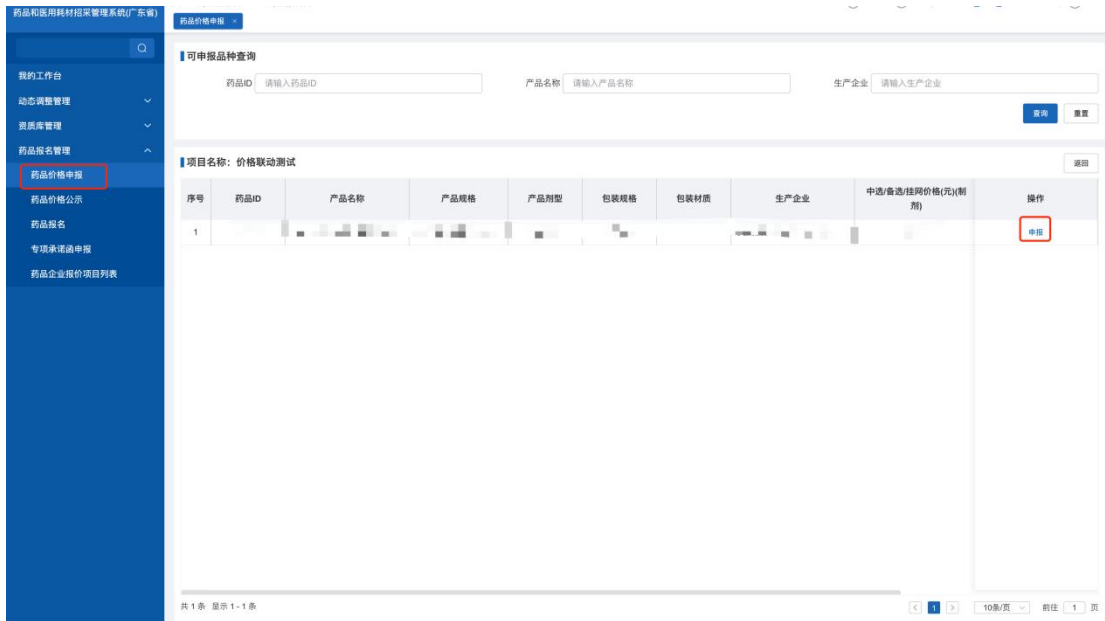 药品和医用耗材招采管理系统(广东省)
药品价格申报 ×
我的工作台
动态调整管理
资质库管理
药品报名管理
药品价格申报
药品价格公示
药品报名
专项承诺函申报
药品企业报价项目列表
可申报品种查询
药品ID 请输入药品ID 产品名称 请输入产品名称 生产企业 请输入生产企业
查询 重置
项目名称：价格联动测试 返回
序号 药品ID 产品名称 产品规格 产品剂型 包装规格 包装材质 生产企业 中选/备选/挂网价格(元)(制剂) 操作
1 申报
共 1 条 显示 1 - 1 条 < 1 > 10条/页 前往 1 页